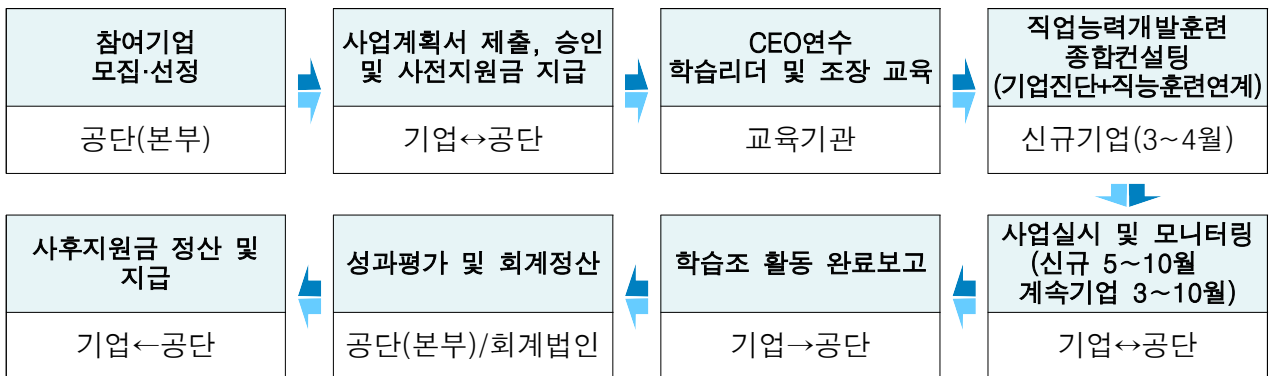 참여기업
모집·선정
공단(본부)
사업계획서 제출, 승인
및 사전지원금 지급
기업↔공단
CEO연수
학습리더 및 조장 교육
교육기관
직업능력개발훈련
종합컨설팅
(기업진단+직능훈련연계)
신규기업(3~4월)
사업실시 및 모니터링
(신규 5~10월
계속기업 3~10월)
기업↔공단
학습조 활동 완료보고
기업→공단
성과평가 및 회계정산
공단(본부)/회계법인
사후지원금 정산 및
지급
기업←공단